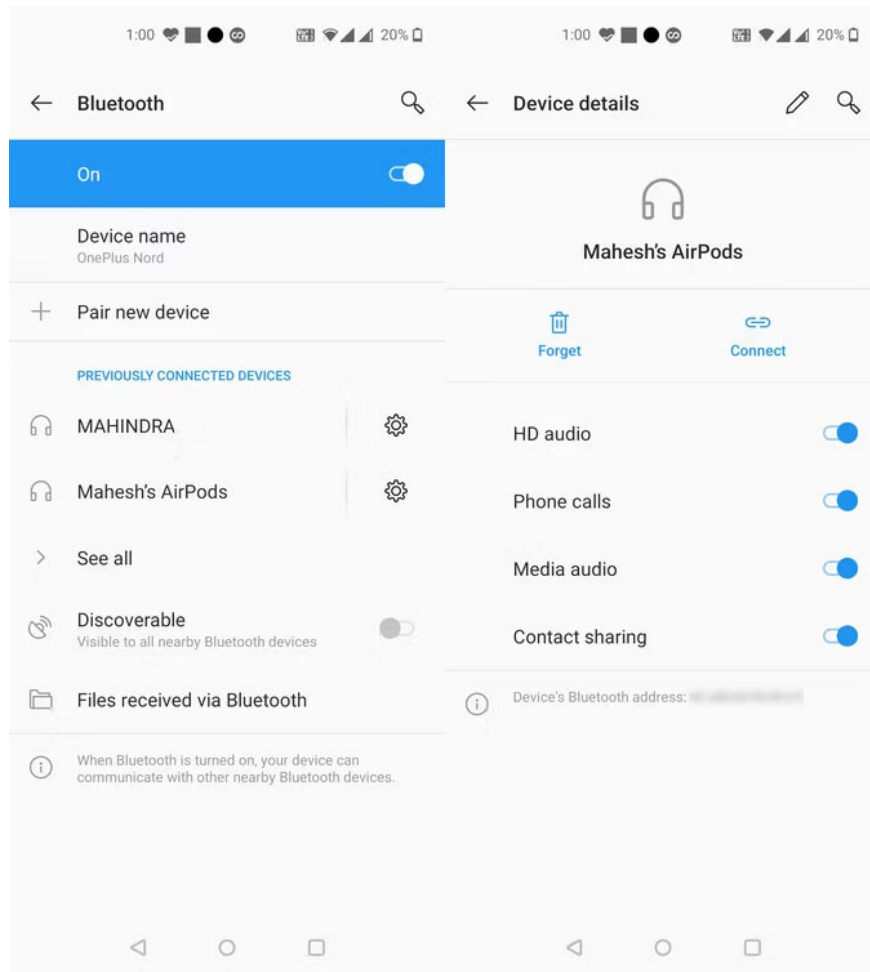 1:00
20%
Bluetooth
On
Device name
OnePlus Nord
Pair new device
PREVIOUSLY CONNECTED DEVICES
MAHINDRA
Mahesh's AirPods
See all
Discoverable
Visible to all nearby Bluetooth devices
Files received via Bluetooth
When Bluetooth is turned on, your device can
communicate with other nearby Bluetooth devices.
1:00
20%
Device details
Mahesh's AirPods
Forget
Connect
HD audio
Phone calls
Media audio
Contact sharing
Device's Bluetooth address: